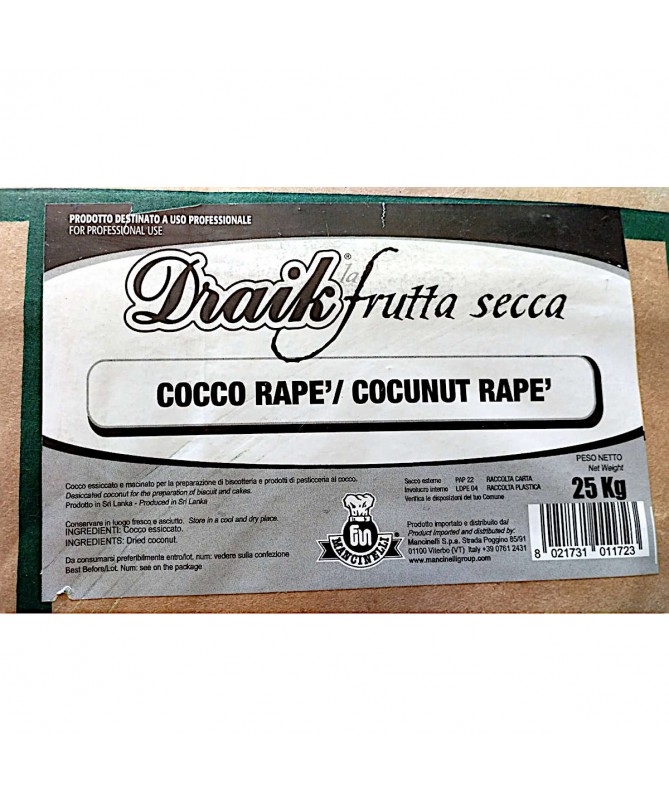 PRODOTTO DESTINATO A USO PROFESSIONALE
FOR PROFESSIONAL USE
Draik® la frutta secca
COCCO RAPE'/ COCUNUT RAPE'
Cocco essiccato e macinato per la preparazione di biscotteria e prodotti di pasticceria al cocco.
Desiccated coconut for the preparation of biscuit and cakes.
Prodotto in Sri Lanka - Produced in Sri Lanka
Conservare in luogo fresco e asciutto. Store in a cool and dry place.
INGREDIENTI: Cocco essiccato.
INGREDIENTS: Dried coconut.
Da consumarsi preferibilmente entro/lot. num: vedere sulla confezione
Best Before/Lot. Num: see on the package
MANCINELLI
Sacco esterno PAP 22 RACCOLTA CARTA
Involucro interno LDPE 04 RACCOLTA PLASTICA
Verifica le disposizioni del tuo Comune
Prodotto importato e distribuito da/
Product imported and distributed by:
Mancinelli S.p.a. Strada Poggino 85/91
01100 Viterbo (VT) Italy +39 0761 2431
www.mancinelligroup.com
PESO NETTO
Net Weight
25 Kg
8 021731 011723